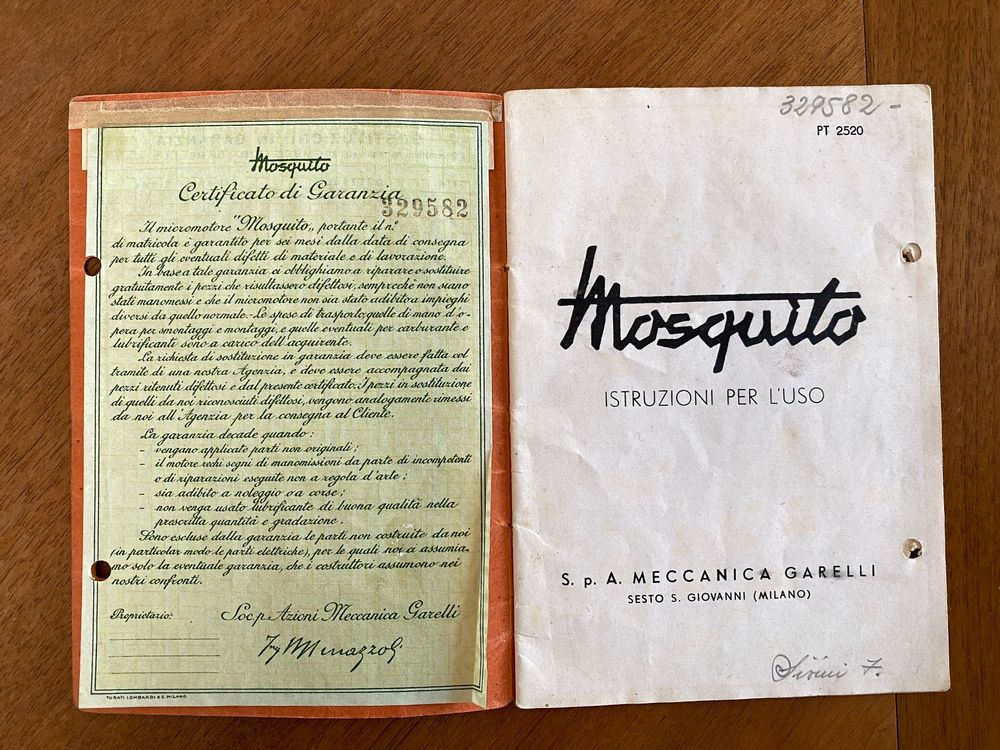 Mosquito
Certificato di Garanzia
329582
Il micromotore "Mosquito„, portante il n.º
di matricola è garantito per sei mesi dalla data di consegna
per tutti gli eventuali difetti di materiale e di lavorazione.
In base a tale garanzia ci obblighiamo a riparare o sostituire
gratuitamente i pezzi che risultassero difettosi, sempreché non siano
stati manomessi e che il micromotore non sia stato adibito a impieghi
diversi da quello normale.- Le spese di trasporto, quelle di mano d'o-
pera per smontaggi e montaggi, e quelle eventuali per carburante e
lubrificanti sono a carico dell'acquirente.
La richiesta di sostituzione in garanzia deve essere fatta col
tramite di una nostra Agenzia, e deve essere accompagnata dai
pezzi ritenuti difettosi e dal presente certificato. I pezzi in sostituzione
di quelli da noi riconosciuti difettosi, vengono analogamente rimessi
da noi all'Agenzia per la consegna al Cliente.
La garanzia decade quando:
- vengano applicate parti non originali;
- il motore rechi segni di manomissioni da parte di incompetenti
o di riparazioni eseguite non a regola d'arte;
- sia adibito a noleggio o a corse;
- non venga usato lubrificante di buona qualità nella
prescritta quantità e gradazione.
Sono escluse dalla garanzia le parti non costruite da noi
(in particolar modo le parti elettriche), per le quali noi ci assumia-
mo solo la eventuale garanzia, che i costruttori assumono nei
nostri confronti.
Proprietario:
Soc. p. Azioni Meccanica Garelli
TURATI LOMBARDI E C. MILANO
329582 -
PT 2520
Mosquito
ISTRUZIONI PER L'USO
S. p. A. MECCANICA GARELLI
SESTO S. GIOVANNI (MILANO)